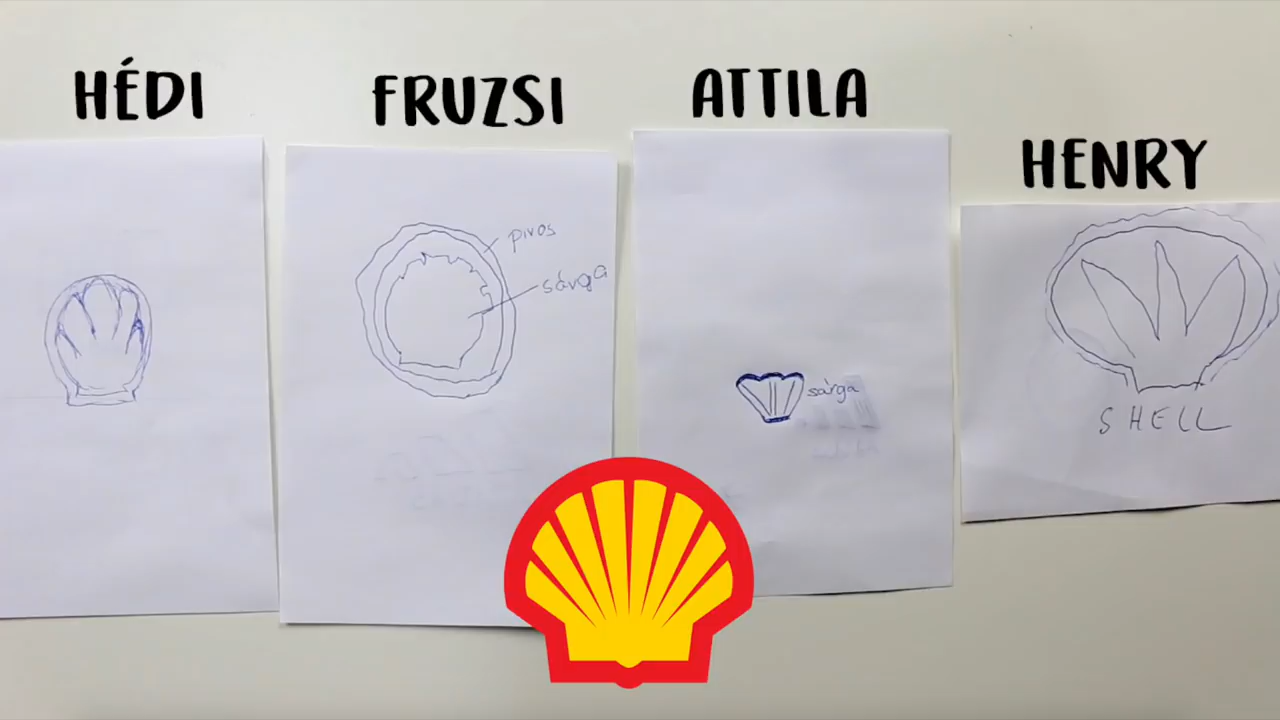 HÉDI
FRUZSI
ATTILA
HENRY
piros
sárga
sárga
SHELL